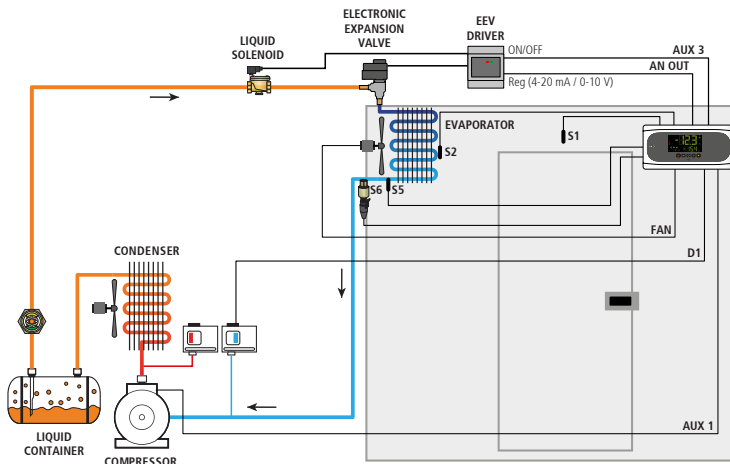 ELECTRONIC
EXPANSION
VALVE
EEV
DRIVER
LIQUID
SOLENOID
ON/OFF
AUX 3
AN OUT
Reg (4-20 mA / 0-10 V)
EVAPORATOR
S1
S2
S6
S5
FAN
D1
CONDENSER
LIQUID
CONTAINER
COMPRESSOR
AUX 1